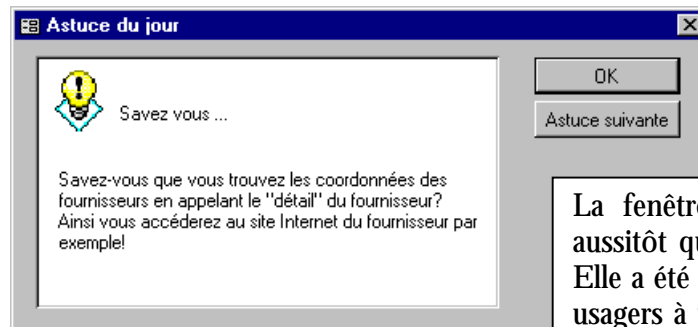 Astuce du jour
OK
Astuce suivante
Savez vous ...
Savez-vous que vous trouvez les coordonnées des
fournisseurs en appelant le "détail" du fournisseur?
Ainsi vous accéderez au site Internet du fournisseur par
exemple!
La fenêtr
aussitôt qu
Elle a été
usagers à